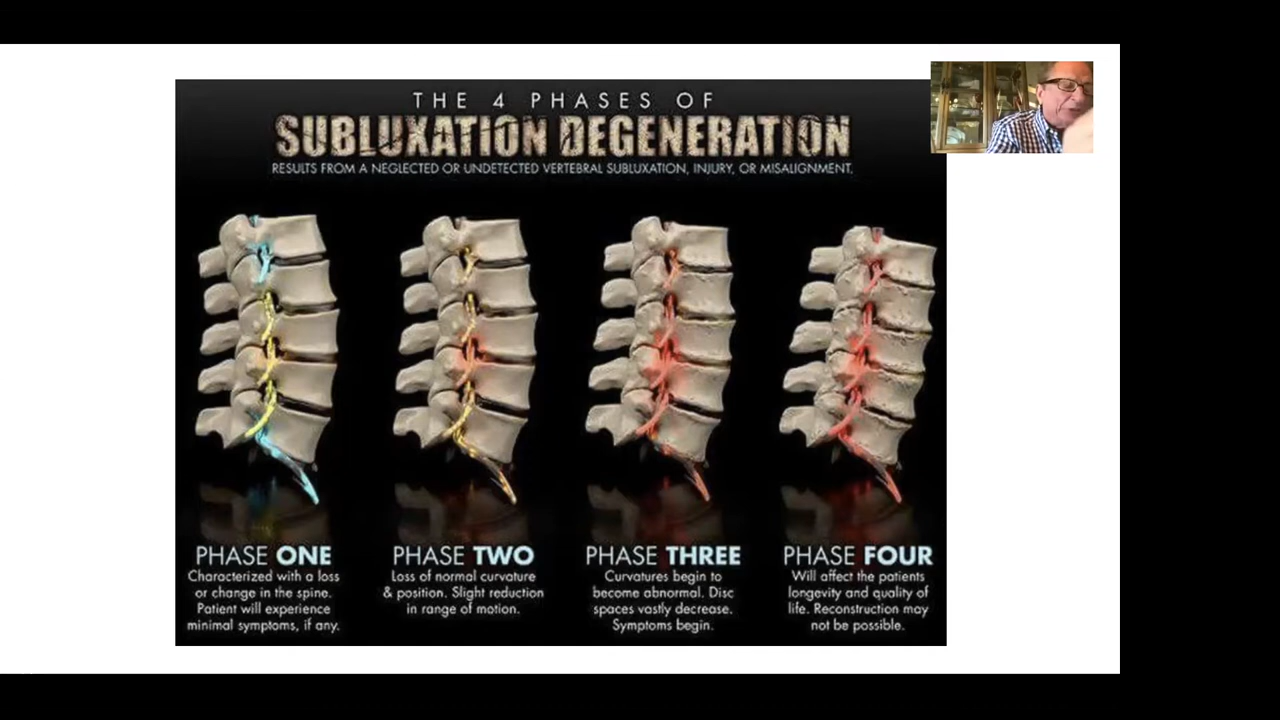 THE 4 PHASES OF
SUBLUXATION DEGENERATION
RESULTS FROM A NEGLECTED OR UNDETECTED VERTEBRAL SUBLUXATION, INJURY, OR MISALIGNMENT.
PHASE ONE
Characterized with a loss
or change in the spine.
Patient will experience
minimal symptoms, if any.
PHASE TWO
Loss of normal curvature
& position. Slight reduction
in range of motion.
PHASE THREE
Curvatures begin to
become abnormal. Disc
spaces vastly decrease.
Symptoms begin.
PHASE FOUR
Will affect the patients
longevity and quality of
life. Reconstruction may
not be possible.